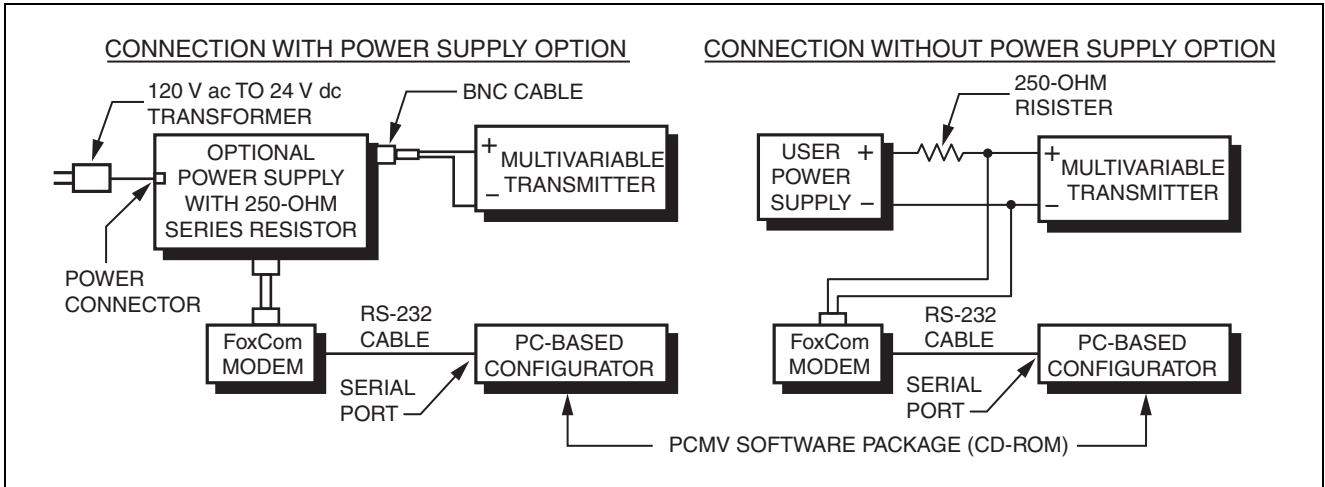 CONNECTION WITH POWER SUPPLY OPTION
120 V ac TO 24 V dc
TRANSFORMER
BNC CABLE
OPTIONAL
POWER SUPPLY
WITH 250-OHM
SERIES RESISTOR
+
–
MULTIVARIABLE
TRANSMITTER
POWER
CONNECTOR
FoxCom
MODEM
RS-232
CABLE
SERIAL
PORT
PC-BASED
CONFIGURATOR
CONNECTION WITHOUT POWER SUPPLY OPTION
250-OHM
RISISTER
USER +
POWER
SUPPLY –
+
–
MULTIVARIABLE
TRANSMITTER
FoxCom
MODEM
RS-232
CABLE
SERIAL
PORT
PC-BASED
CONFIGURATOR
PCMV SOFTWARE PACKAGE (CD-ROM)